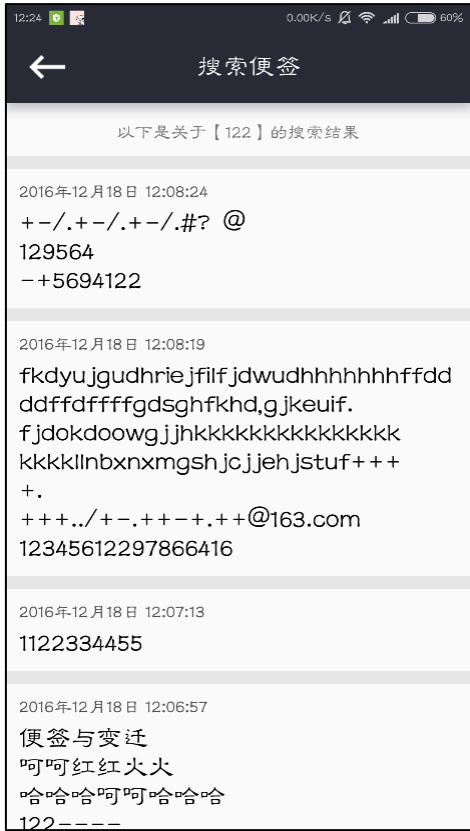 12:24
0.00K/s
60%
搜索便签
以下是关于【122】的搜索结果
2016年12月18日 12:08:24
+-/.+-/.+-/.#? @
129564
-+5694122
2016年12月18日 12:08:19
fkdyujgudhriejfilfjdwudhhhhhhhffdd
ddffdffffgdsghfkhd,gjkeuif.
fjdokdoowgjjhkkkkkkkkkkkkkkk
kkkkllnbxnxmgshjcjjehjstuf+++
+.
+++../+-.++-+.++@163.com
12345612297866416
2016年12月18日 12:07:13
1122334455
2016年12月18日 12:06:57
便签与变迁
呵呵红红火火
哈哈哈呵呵哈哈哈
122----